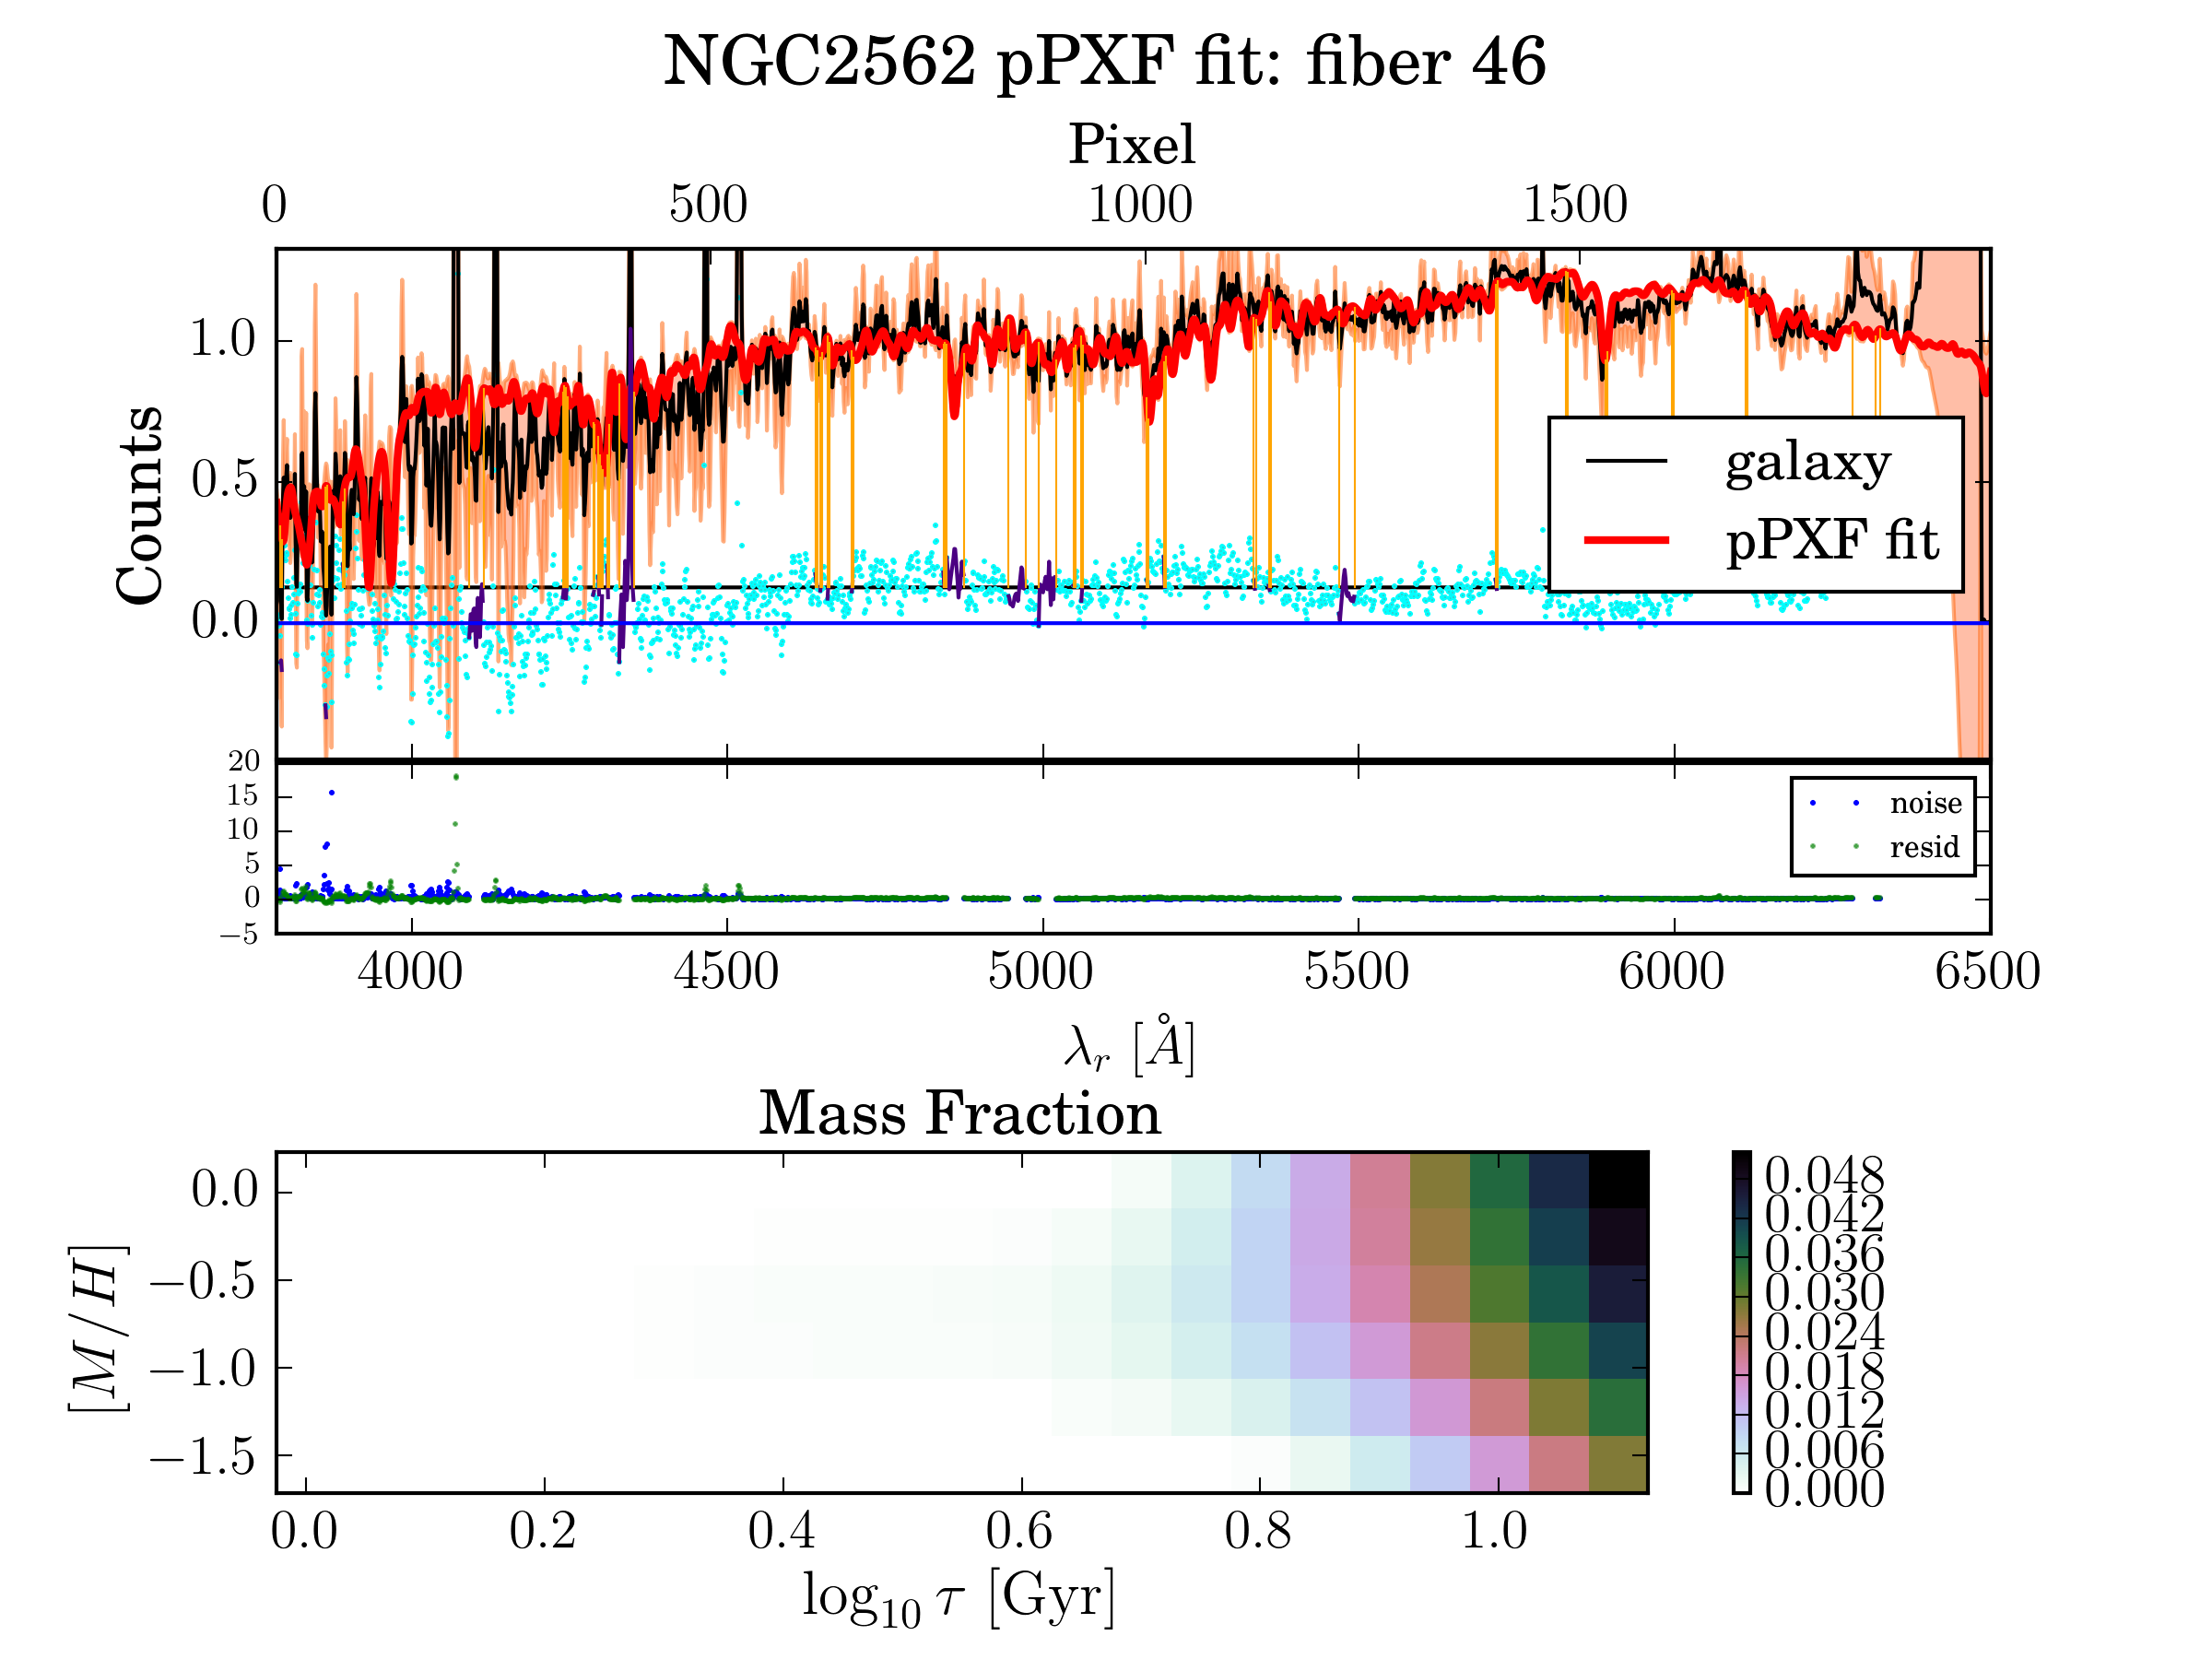 NGC2562 pPXF fit: fiber 46
Pixel
0 500 1000 1500
Counts
1.0
0.5
0.0
galaxy
pPXF fit
20
15
10
5
0
−5
noise
resid
4000 4500 5000 5500 6000 6500
λr [Å]
Mass Fraction
[M/H]
0.0
−0.5
−1.0
−1.5
0.048
0.042
0.036
0.030
0.024
0.018
0.012
0.006
0.000
0.0 0.2 0.4 0.6 0.8 1.0
log10 τ [Gyr]